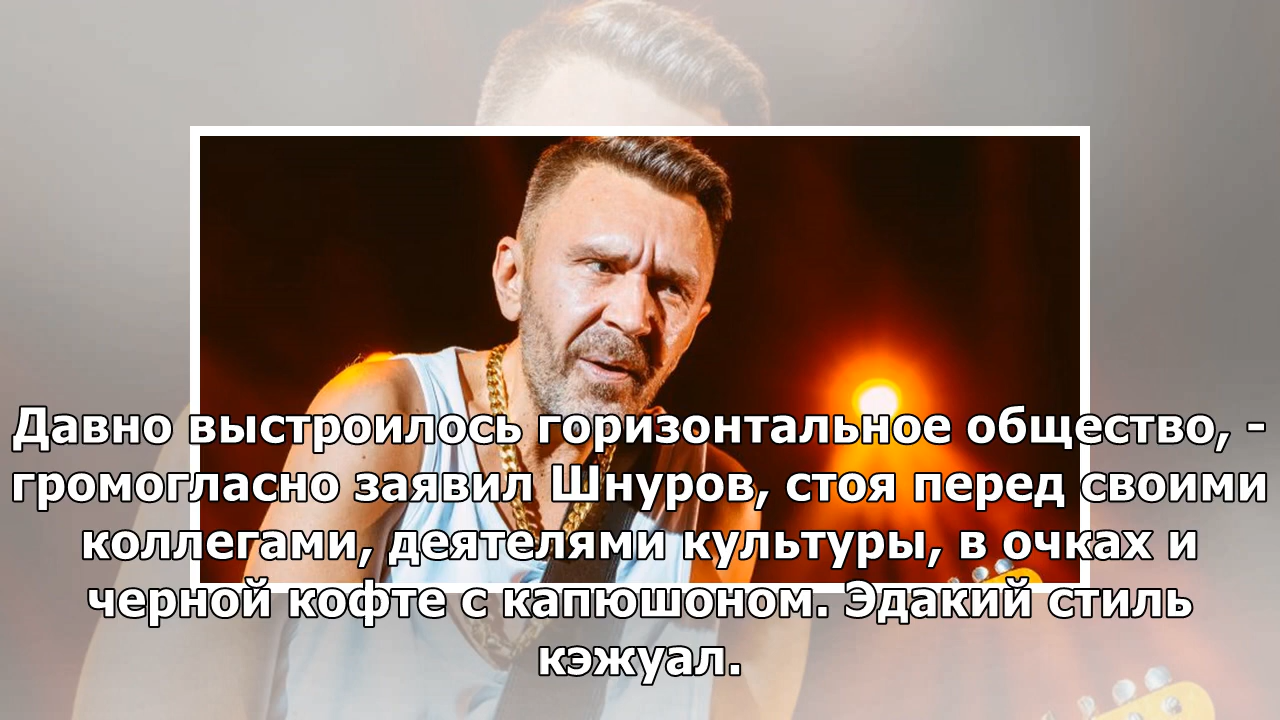 Давно выстроилось горизонтальное общество, -
громогласно заявил Шнуров, стоя перед своими
коллегами, деятелями культуры, в очках и
черной кофте с капюшоном. Эдакий стиль
кэжуал.